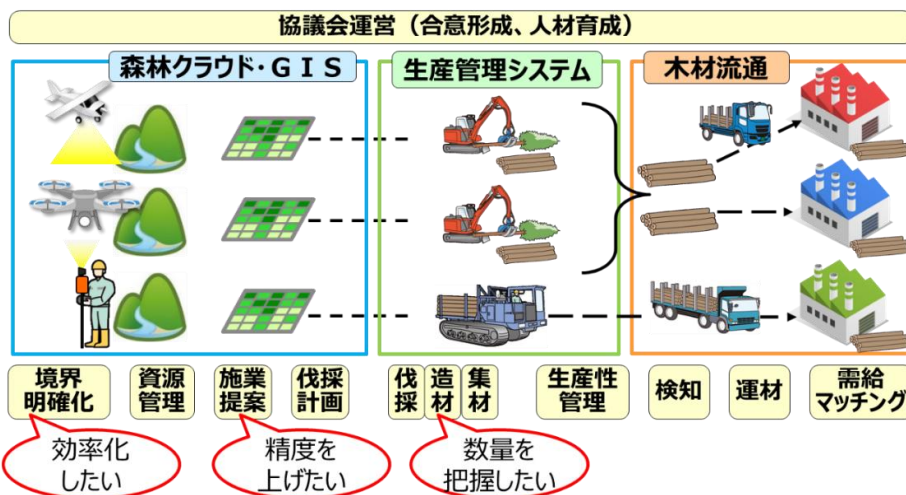 協議会運営（合意形成、人材育成）
森林クラウド・ＧＩＳ
生産管理システム
木材流通
境界
明確化
資源
管理
施業
提案
伐採
計画
伐
採
造
材
集
材
生産性
管理
検知
運材
需給
マッチング
効率化
したい
精度を
上げたい
数量を
把握したい